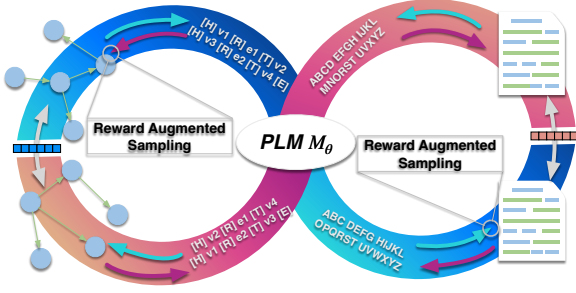 [H] v1 [R] e1 [T] v2
[H] v3 [R] e2 [T] v4 [E]
ABCD EFGH IJKL
MNORST UVXYZ
Reward Augmented
Sampling
PLM Mθ
Reward Augmented
Sampling
[H] v2 [R] e1 [T] v4
[H] v1 [R] e2 [T] v3 [E]
ABC DEFG HIJKL
OPQRST UVWXYZ